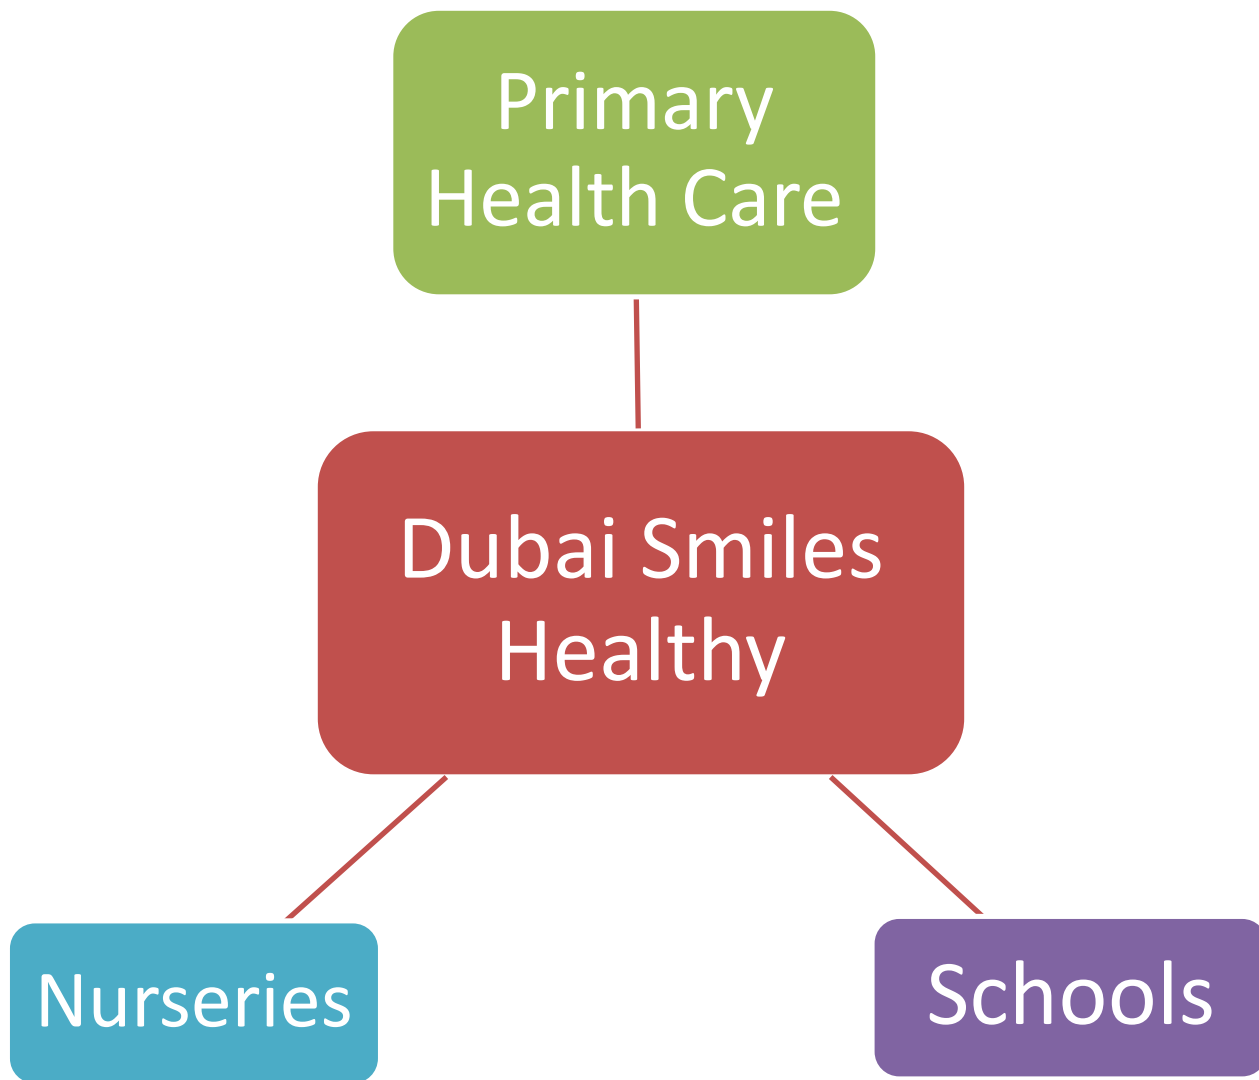 Primary
Health Care
Dubai Smiles
Healthy
Nurseries
Schools